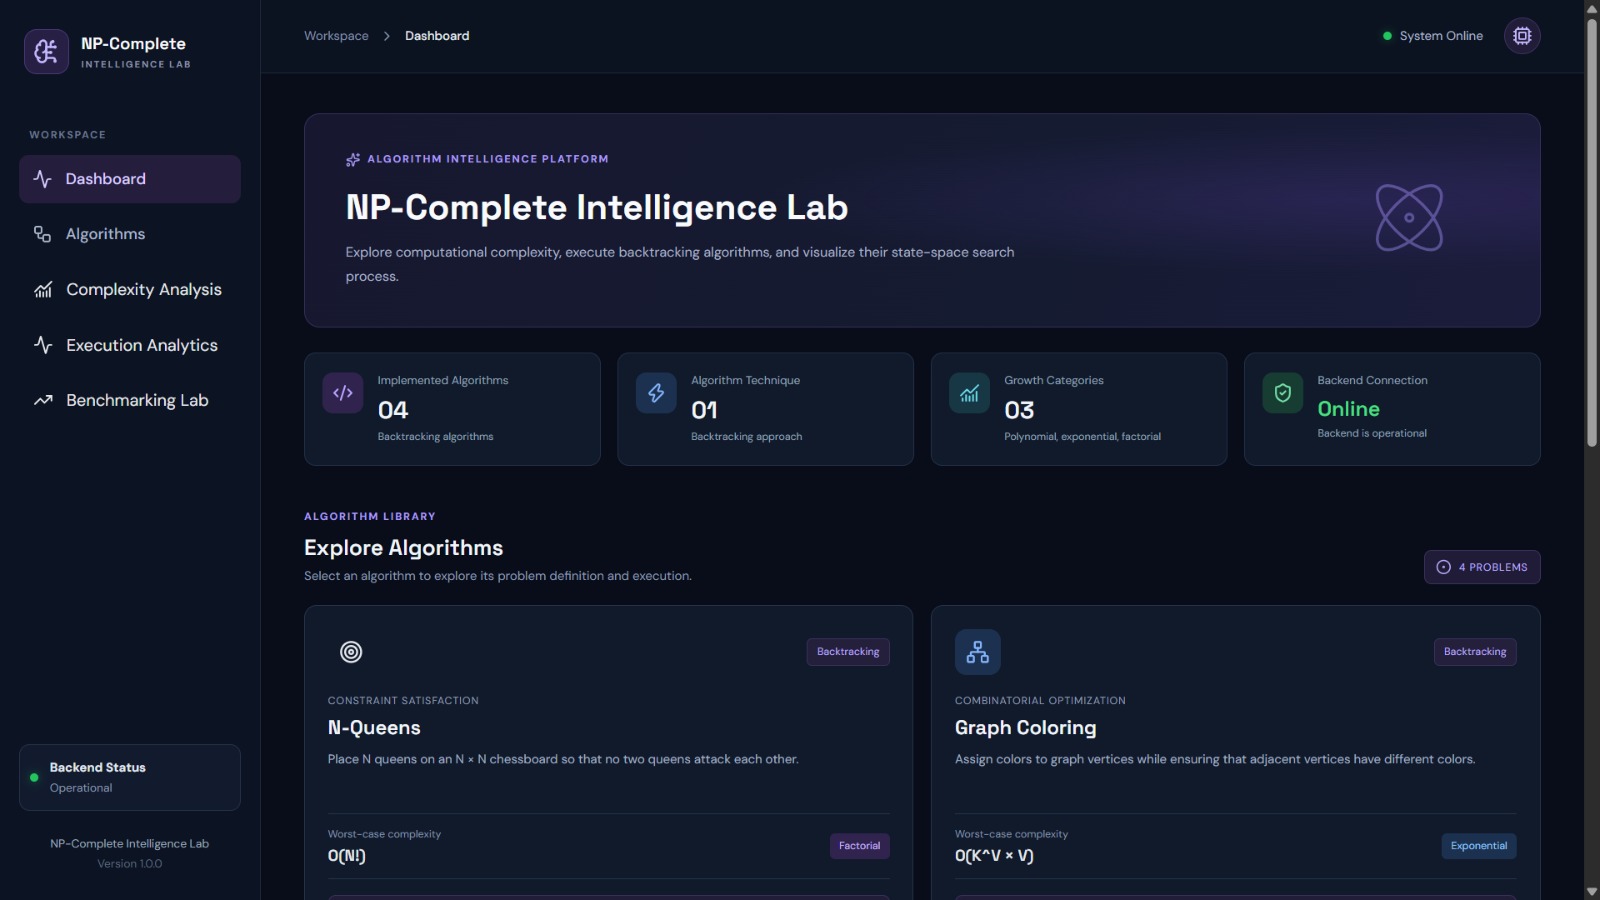 NP-Complete
INTELLIGENCE LAB
WORKSPACE
Dashboard
Algorithms
Complexity Analysis
Execution Analytics
Benchmarking Lab
Backend Status
Operational
NP-Complete Intelligence Lab
Version 1.0.0
Workspace > Dashboard
System Online
ALGORITHM INTELLIGENCE PLATFORM
NP-Complete Intelligence Lab
Explore computational complexity, execute backtracking algorithms, and visualize their state-space search
process.
Implemented Algorithms
04
Backtracking algorithms
Algorithm Technique
01
Backtracking approach
Growth Categories
03
Polynomial, exponential, factorial
Backend Connection
Online
Backend is operational
ALGORITHM LIBRARY
Explore Algorithms
Select an algorithm to explore its problem definition and execution.
4 PROBLEMS
Backtracking
CONSTRAINT SATISFACTION
N-Queens
Place N queens on an N × N chessboard so that no two queens attack each other.
Worst-case complexity
O(N!)
Factorial
Backtracking
COMBINATORIAL OPTIMIZATION
Graph Coloring
Assign colors to graph vertices while ensuring that adjacent vertices have different colors.
Worst-case complexity
O(K^V × V)
Exponential